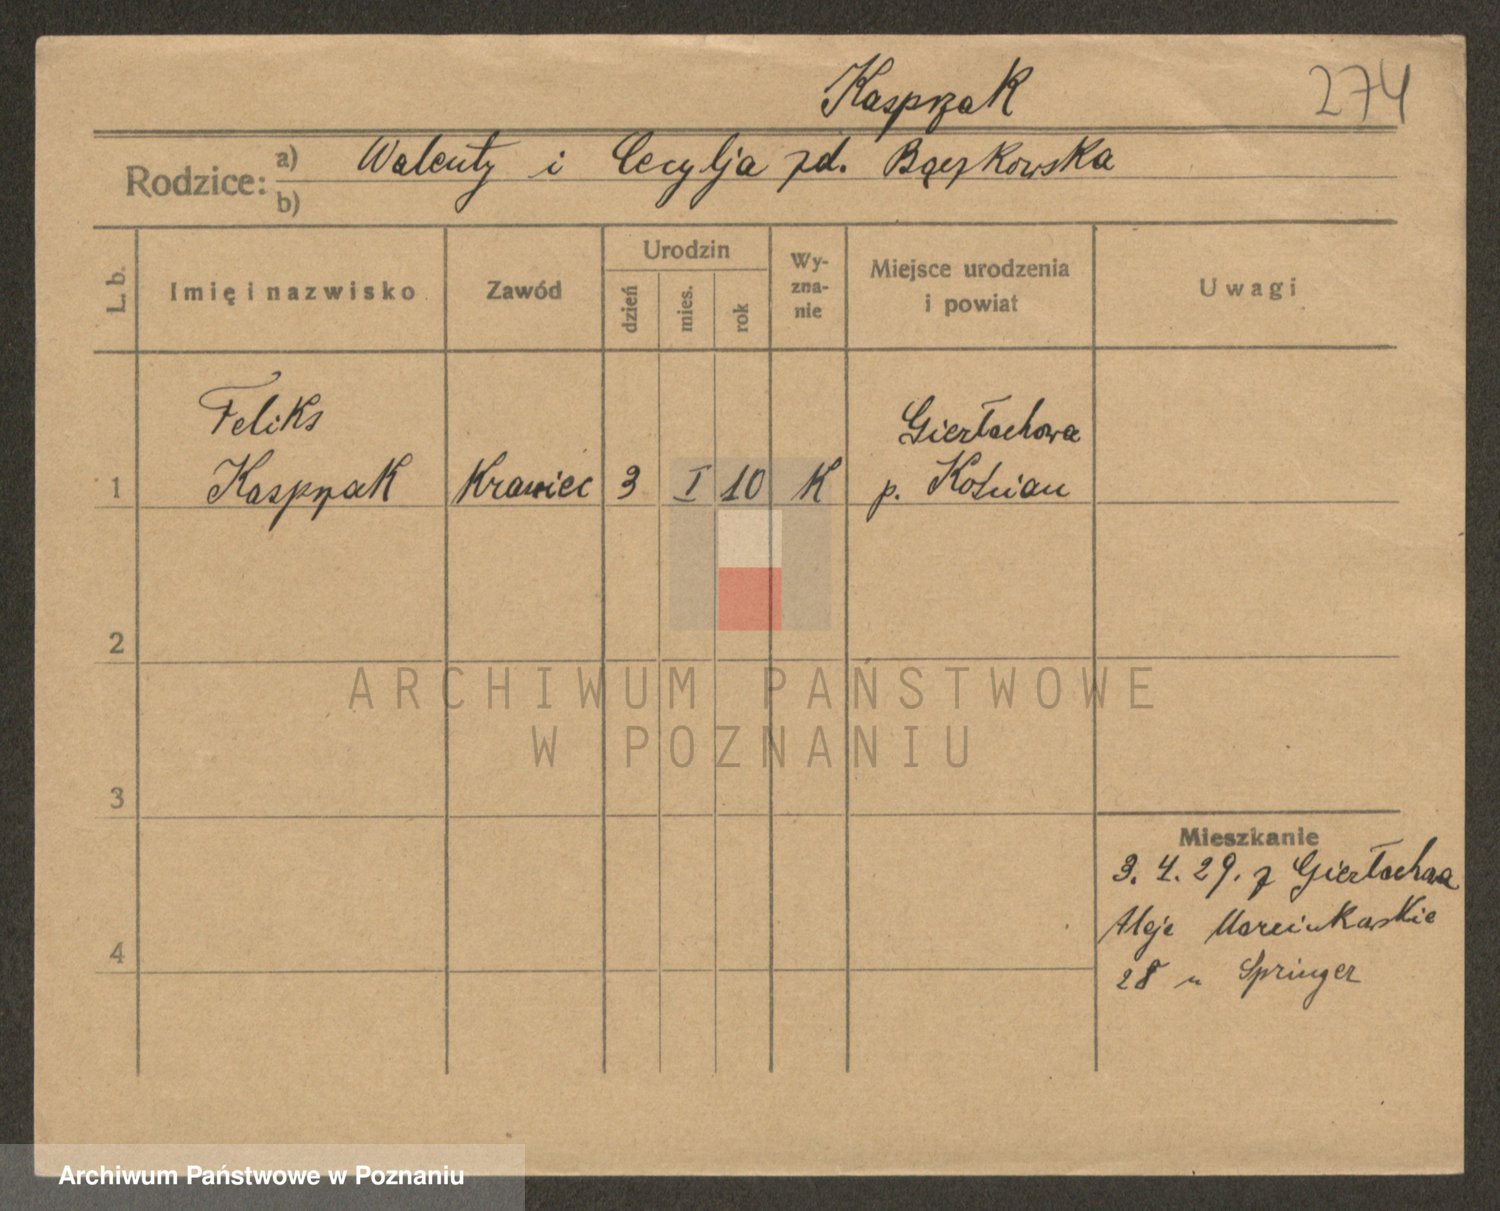 Kasprzak
274
Rodzice: a) Walenty i Cecylja zd. Bączkowska
b)
L. b.
Imię i nazwisko
Zawód
Urodzin
dzień
mies.
rok
Wy-
zna-
nie
Miejsce urodzenia
i powiat
Uwagi
Feliks
Gierłachowa
1 Kasprzak Krawiec 3 I 10 K p. Kościan
2
ARCHIWUM PAŃSTWOWE
W POZNANIU
3
Mieszkanie
3. 4. 29. z Gierłachowa
Aleje Marcinkowskie
4
28 u Springer
Archiwum Państwowe w Poznaniu